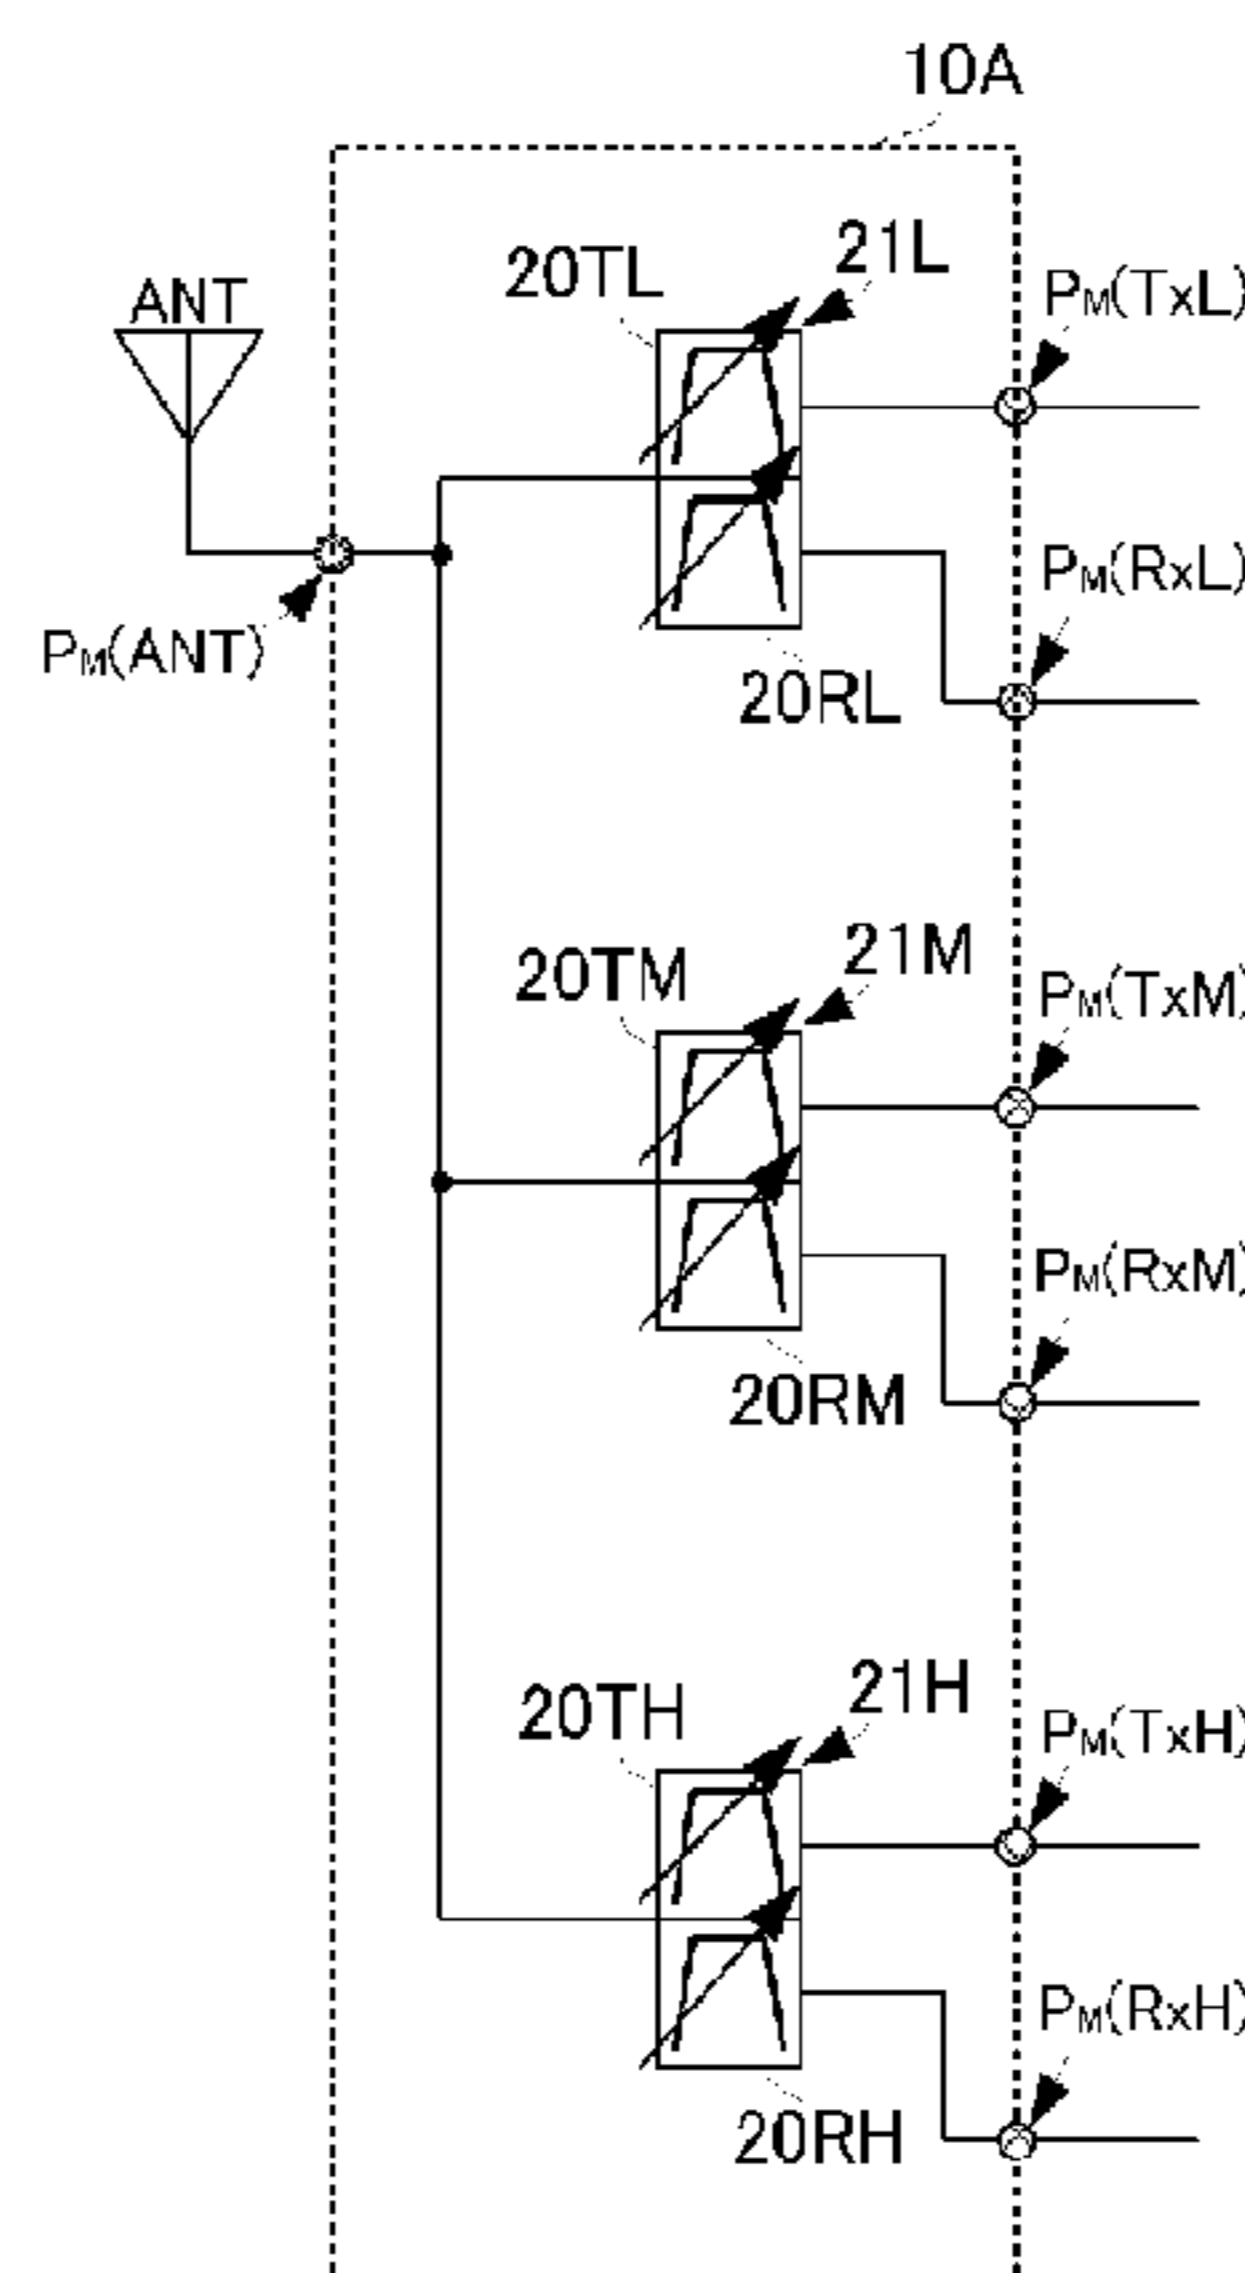 10A
21L
20TL
PM(TxL)
ANT
PM(RxL)
PM(ANT)
20RL
21M
20TM
PM(TxM)
PM(RxM)
20RM
21H
20TH
PM(TxH)
PM(RxH)
20RH